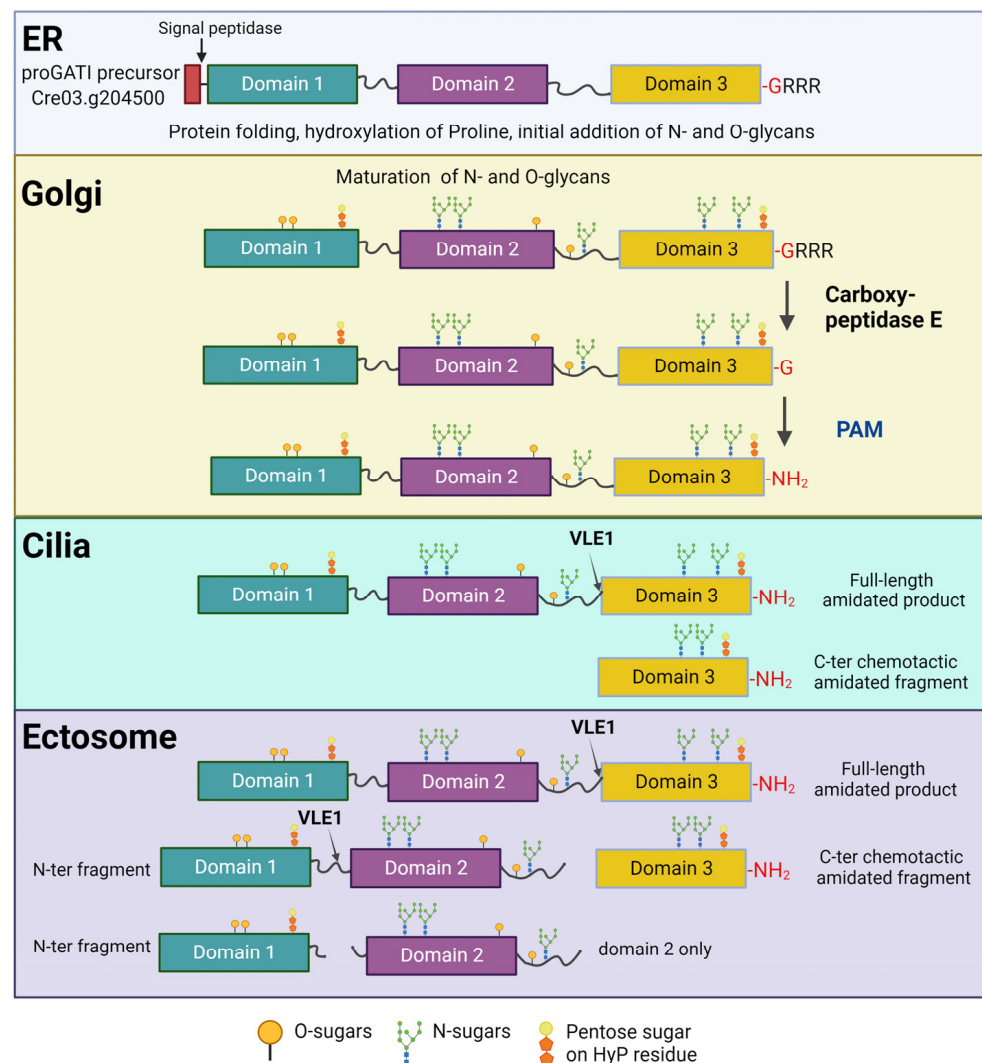 ER
Signal peptidase
proGATI precursor
Cre03.g204500
Domain 1
Domain 2
Domain 3
-GRRR
Protein folding, hydroxylation of Proline, initial addition of N- and O-glycans
Golgi
Maturation of N- and O-glycans
Domain 1
Domain 2
Domain 3
-GRRR
Carboxy-
peptidase E
Domain 1
Domain 2
Domain 3
-G
PAM
Domain 1
Domain 2
Domain 3
-NH2
Cilia
VLE1
Domain 1
Domain 2
Domain 3
-NH2
Full-length
amidated product
Domain 3
-NH2
C-ter chemotactic
amidated fragment
Ectosome
VLE1
Domain 1
Domain 2
Domain 3
-NH2
Full-length
amidated product
VLE1
N-ter fragment
Domain 1
Domain 2
Domain 3
-NH2
C-ter chemotactic
amidated fragment
N-ter fragment
Domain 1
Domain 2
domain 2 only
O-sugars
N-sugars
Pentose sugar
on HyP residue